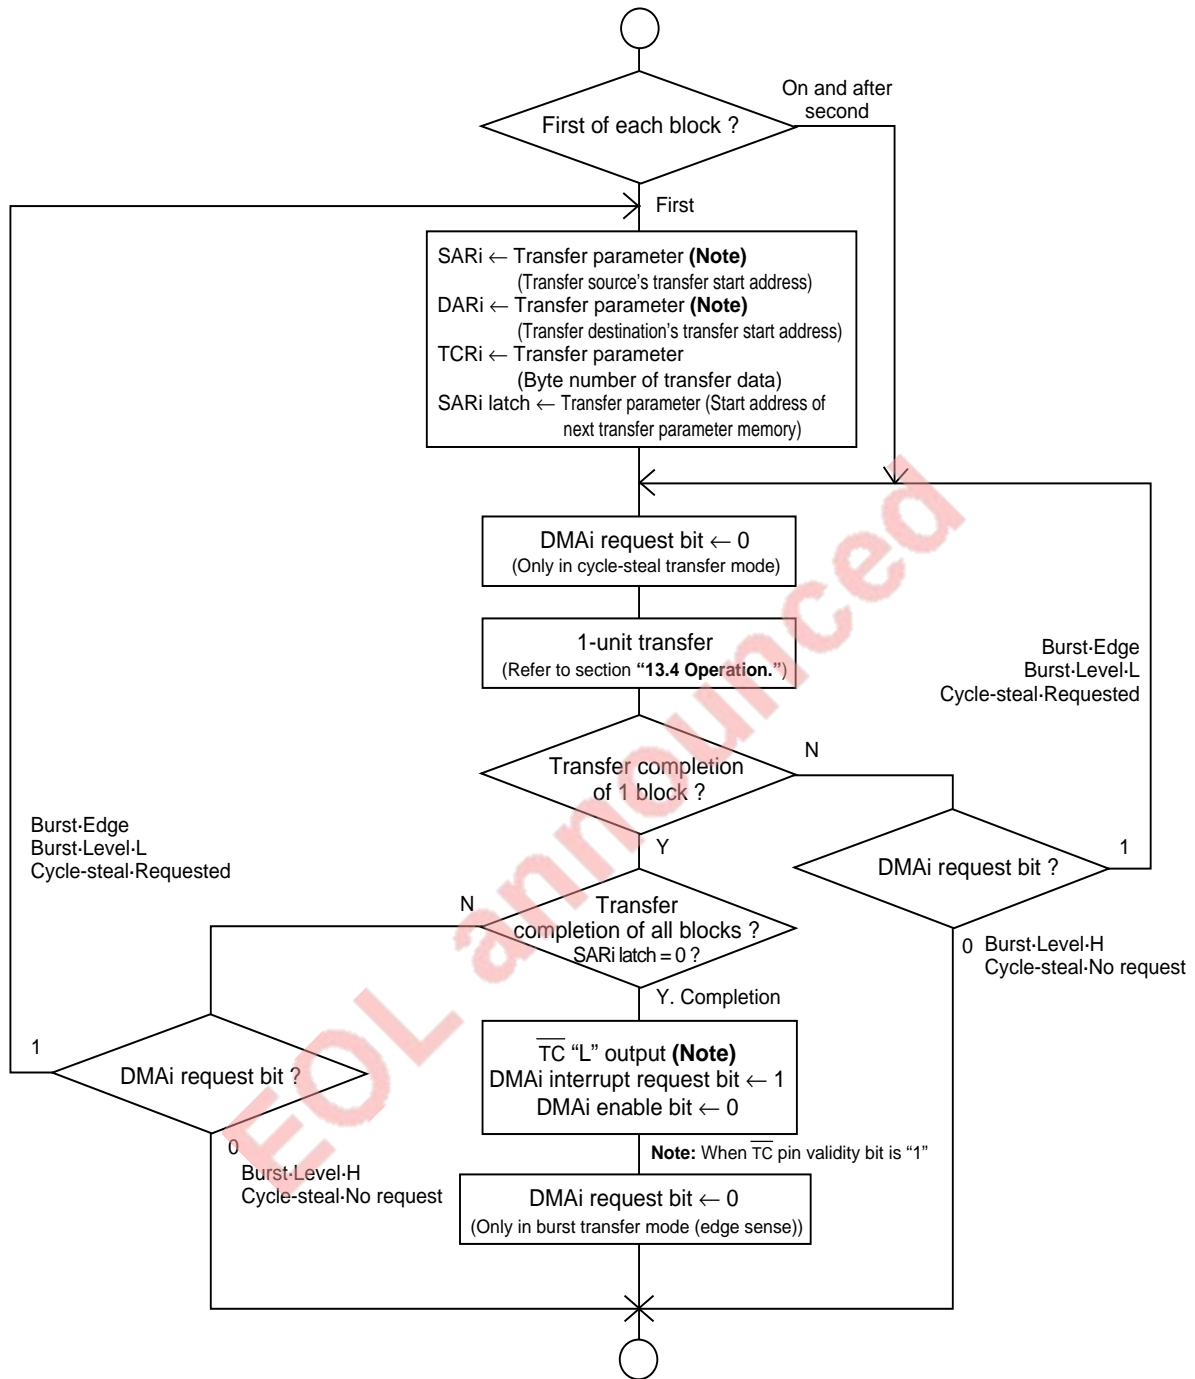 First of each block ?
On and after
second
First
SARi ← Transfer parameter (Note)
(Transfer source's transfer start address)
DARi ← Transfer parameter (Note)
(Transfer destination's transfer start address)
TCRi ← Transfer parameter
(Byte number of transfer data)
SARi latch ← Transfer parameter (Start address of
next transfer parameter memory)
DMAi request bit ← 0
(Only in cycle-steal transfer mode)
1-unit transfer
(Refer to section “13.4 Operation.”)
Burst·Edge
Burst·Level·L
Cycle-steal·Requested
Transfer completion
of 1 block ?
N
Y
Burst·Edge
Burst·Level·L
Cycle-steal·Requested
DMAi request bit ?
1
0
Burst·Level·H
Cycle-steal·No request
N
Transfer
completion of all blocks ?
SARi latch = 0 ?
Y. Completion
1
DMAi request bit ?
0
Burst·Level·H
Cycle-steal·No request
T̅C̅ “L” output (Note)
DMAi interrupt request bit ← 1
DMAi enable bit ← 0
Note: When T̅C̅ pin validity bit is “1”
DMAi request bit ← 0
(Only in burst transfer mode (edge sense))
EOL announced